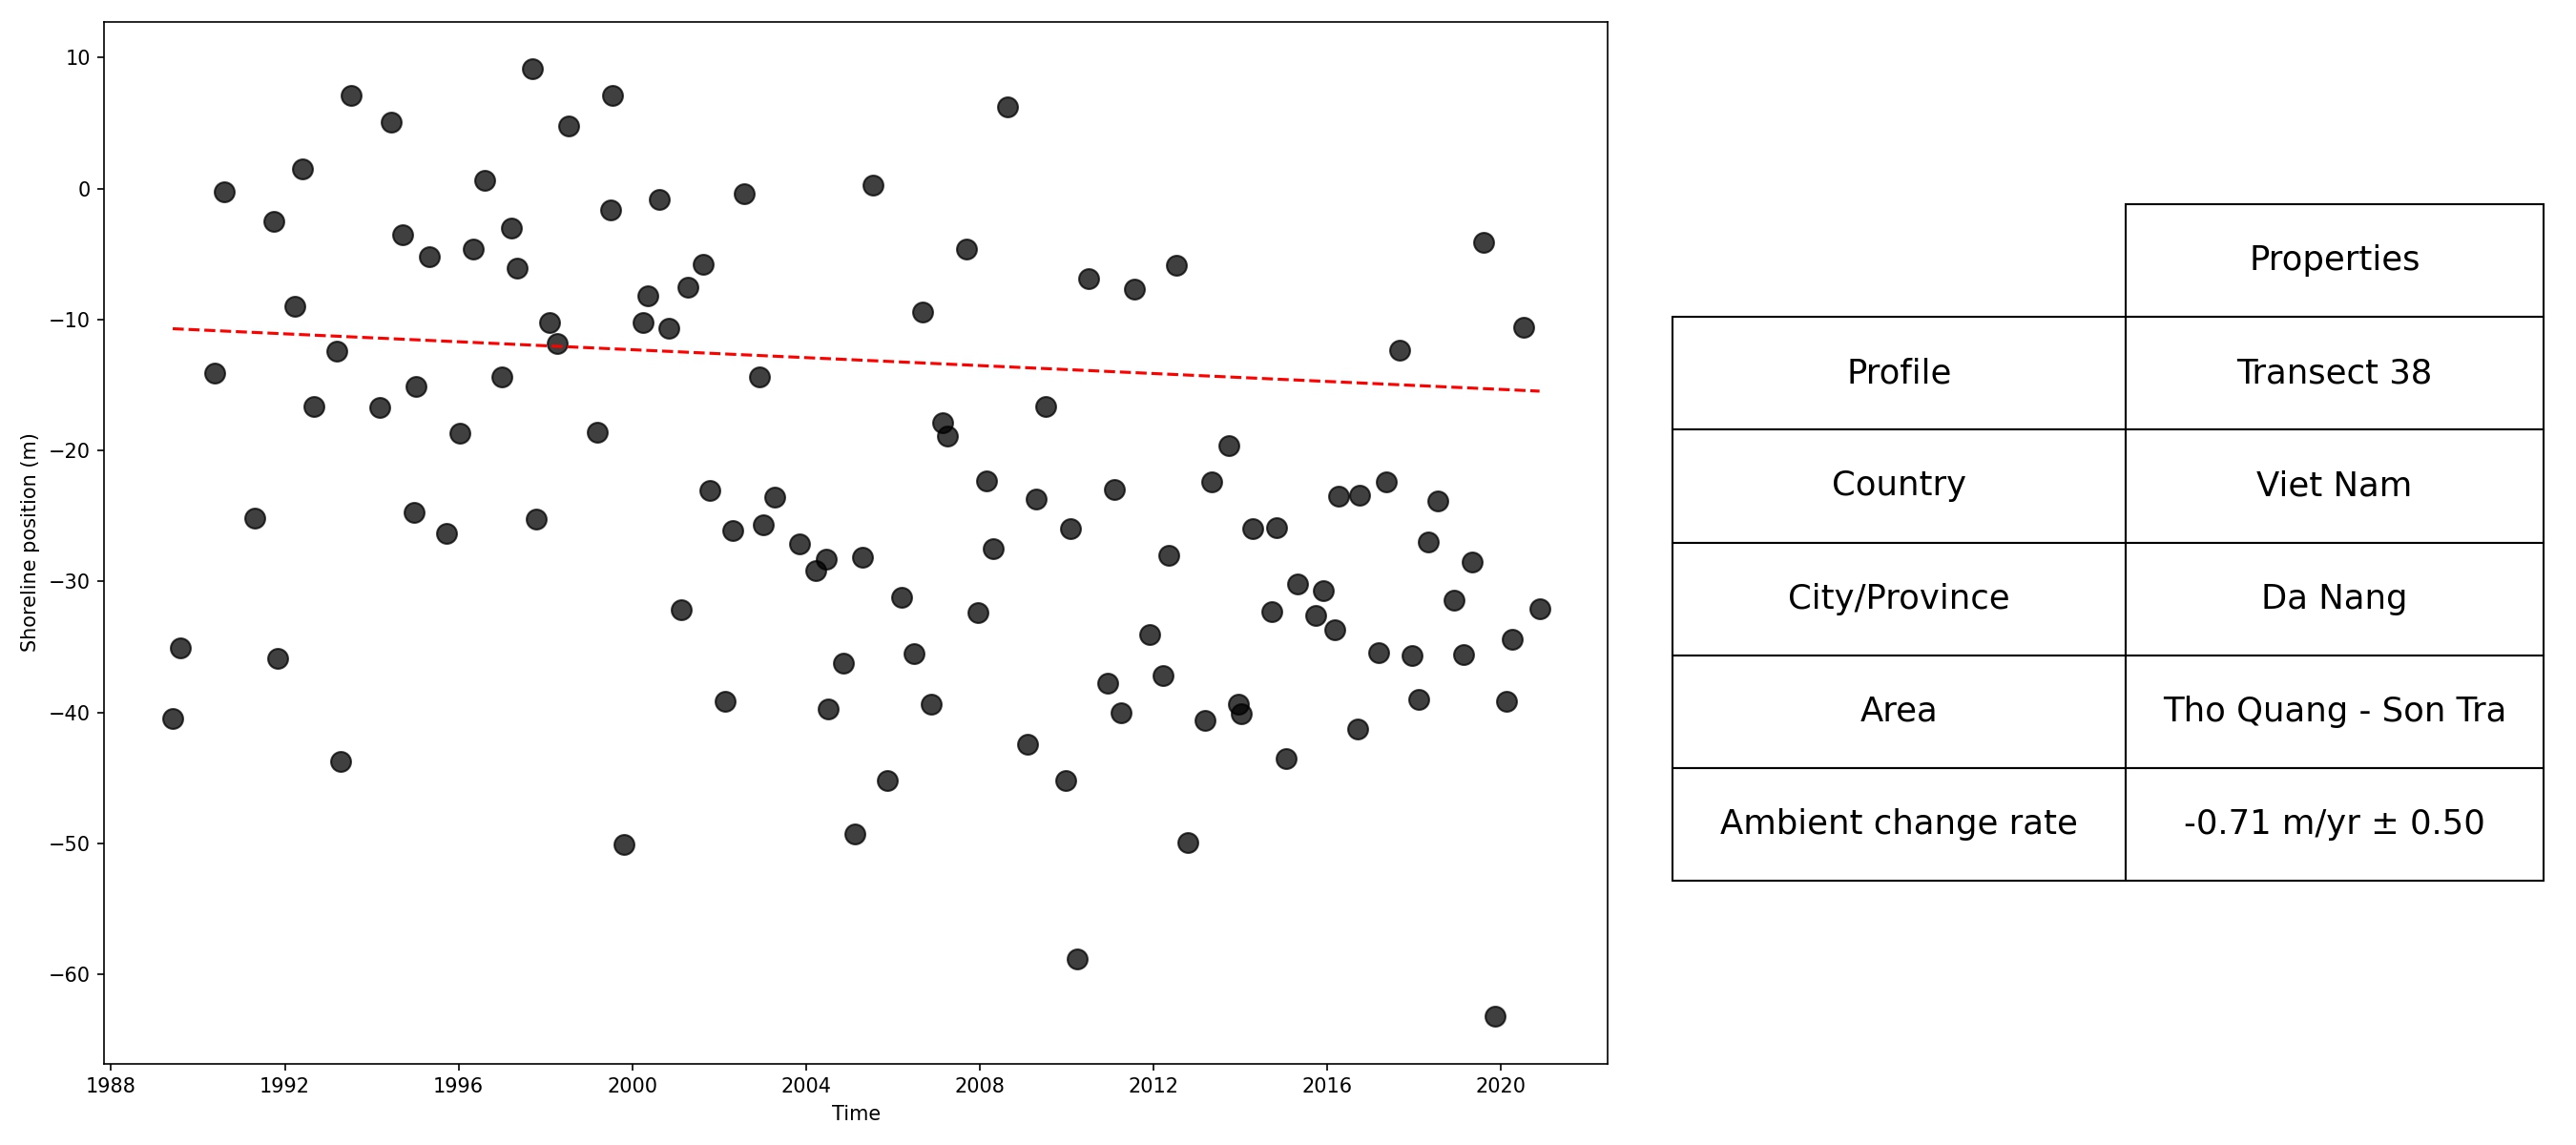 10
0
−10
−20
−30
−40
−50
−60
Shoreline position (m)
1988 1992 1996 2000 2004 2008 2012 2016 2020
Time
Properties
Profile Transect 38
Country Viet Nam
City/Province Da Nang
Area Tho Quang - Son Tra
Ambient change rate -0.71 m/yr ± 0.50